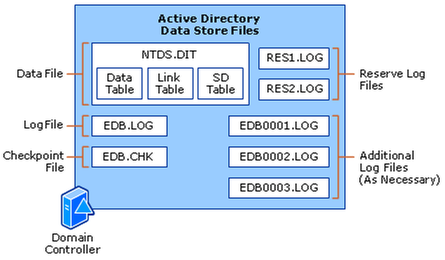 Active Directory
Data Store Files
NTDS.DIT
Data File
Data
Table
Link
Table
SD
Table
RES1.LOG
RES2.LOG
Reserve Log
Files
Log File
EDB.LOG
EDB0001.LOG
Checkpoint
File
EDB.CHK
EDB0002.LOG
EDB0003.LOG
Additional
Log Files
(As Necessary)
Domain
Controller